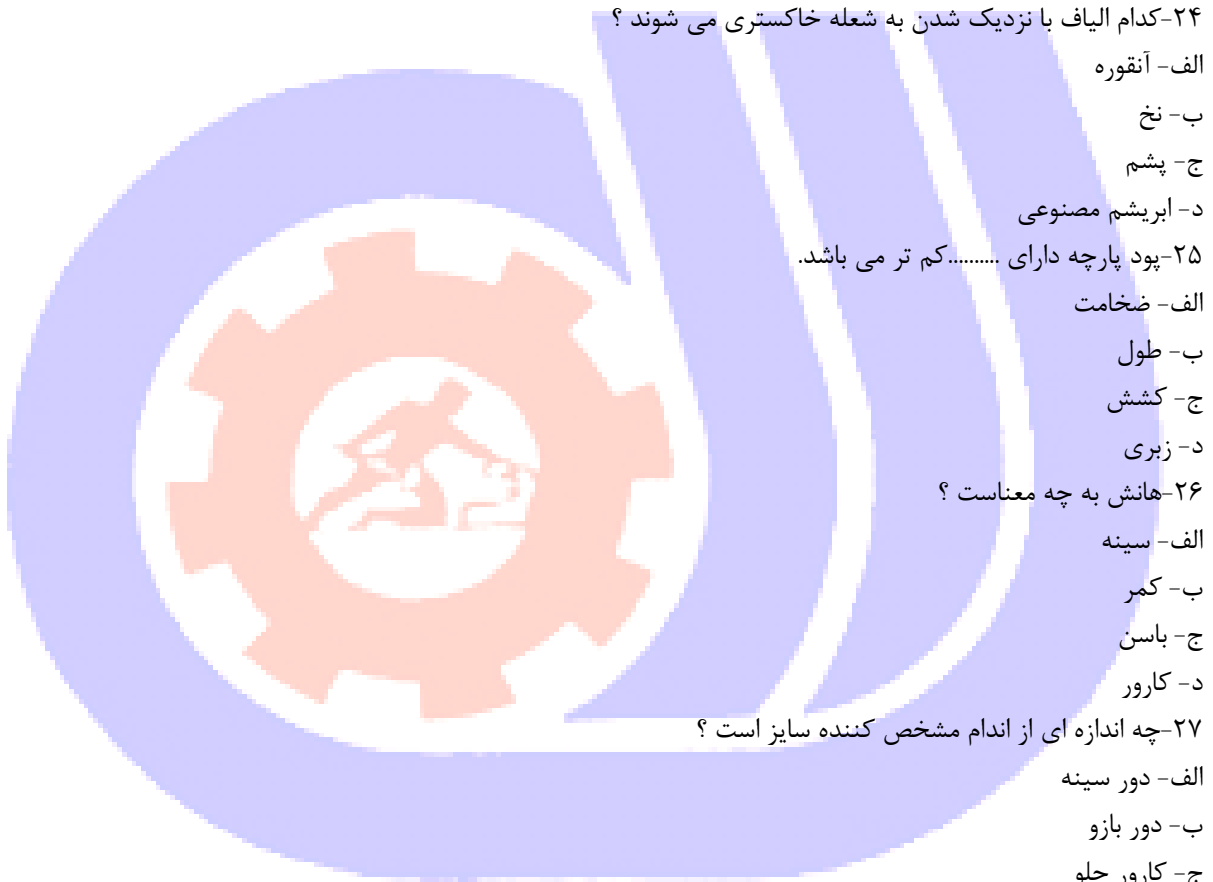 ۲۴-کدام الیاف با نزدیک شدن به شعله خاکستری می شوند ؟
الف- آنقوره
ب- نخ
ج- پشم
د- ابریشم مصنوعی
۲۵-پود پارچه دارای ..........کم تر می باشد.
الف- ضخامت
ب- طول
ج- کشش
د- زبری
۲۶-هانش به چه معناست ؟
الف- سینه
ب- کمر
ج- باسن
د- کارور
۲۷-چه اندازه ای از اندام مشخص کننده سایز است ؟
الف- دور سینه
ب- دور بازو
ج- کارور جلو